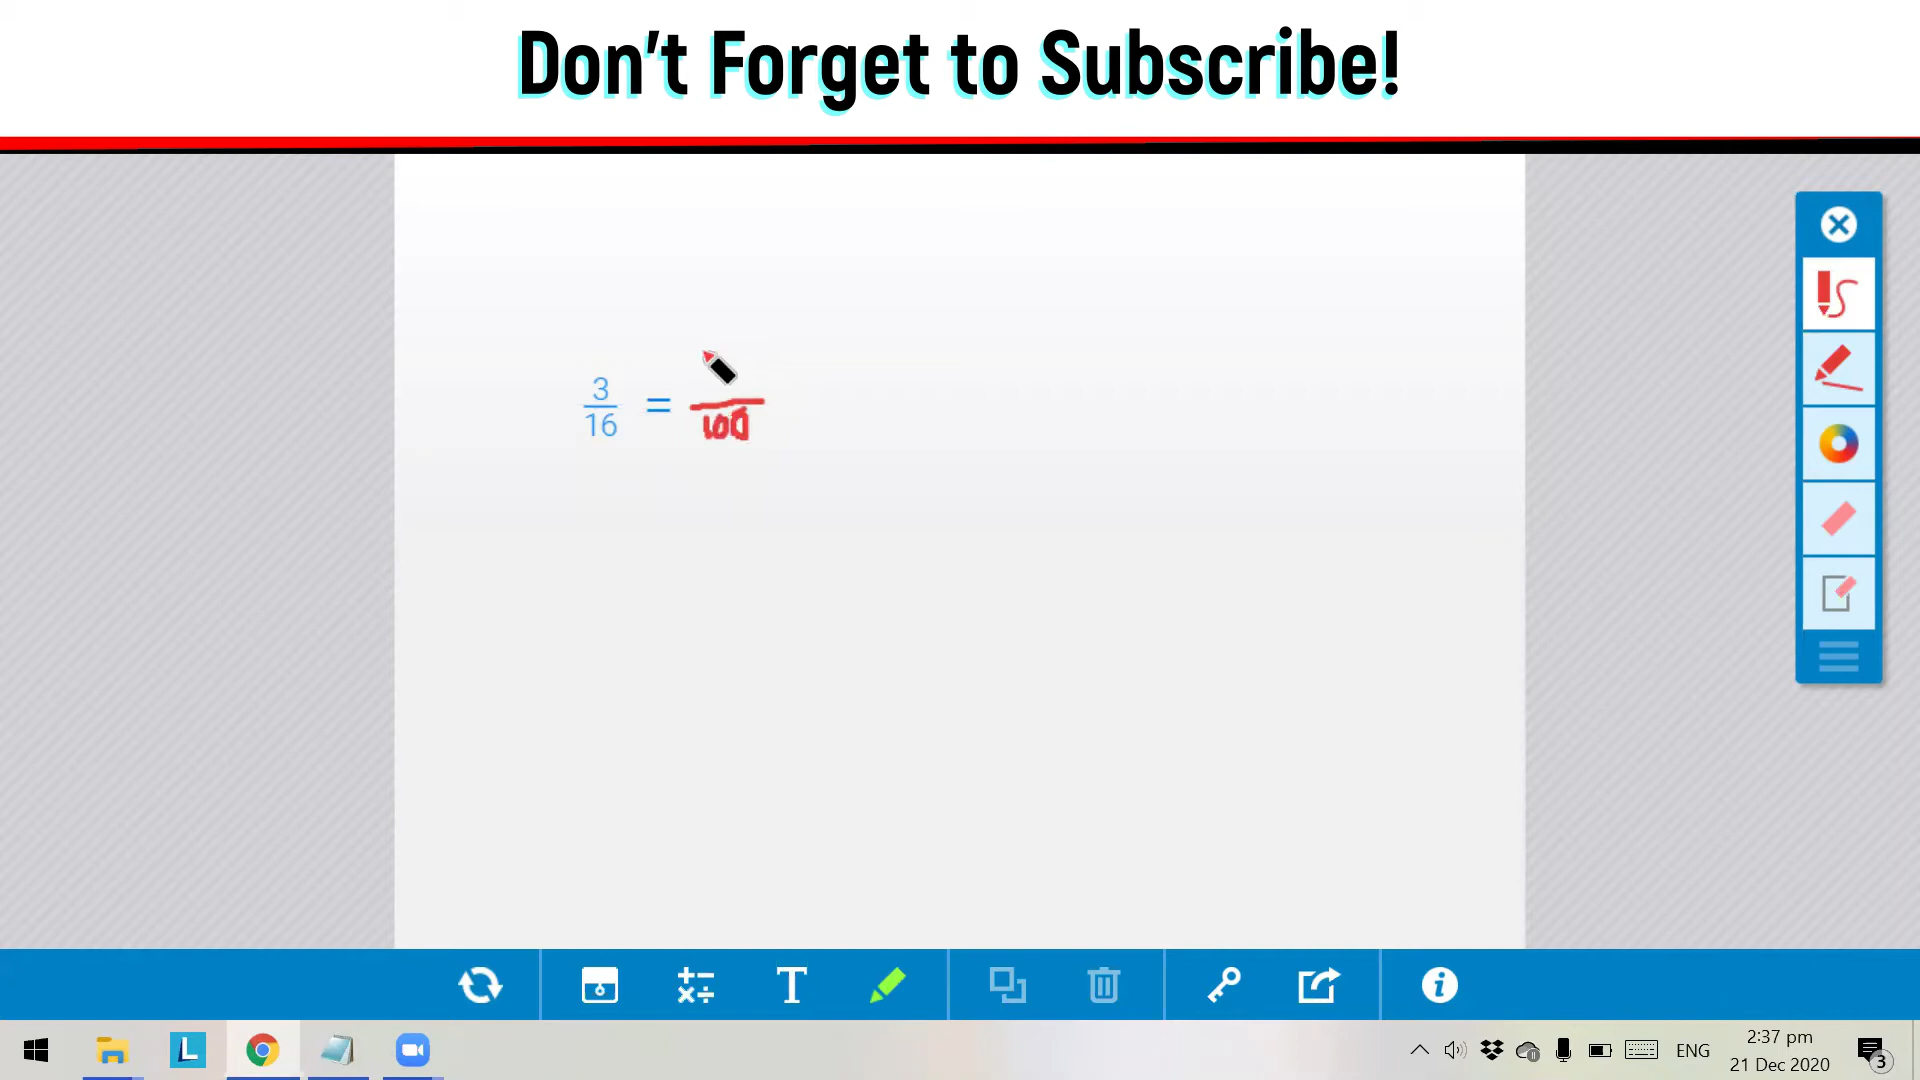 Don't Forget to Subscribe!
3
16
=
100
T
L
ENG
2:37 pm
21 Dec 2020
3